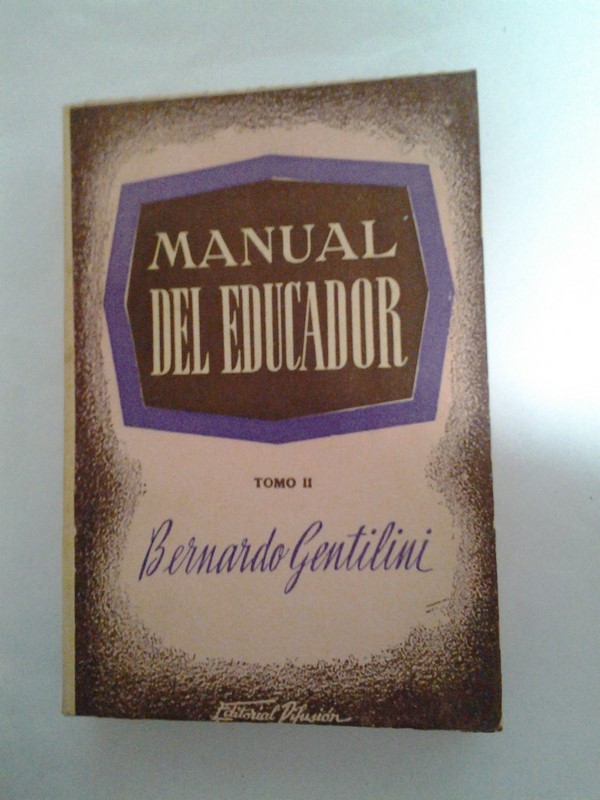 MANUAL
DEL EDUCADOR
TOMO II
Bernardo Gentilini
Editorial Difusión